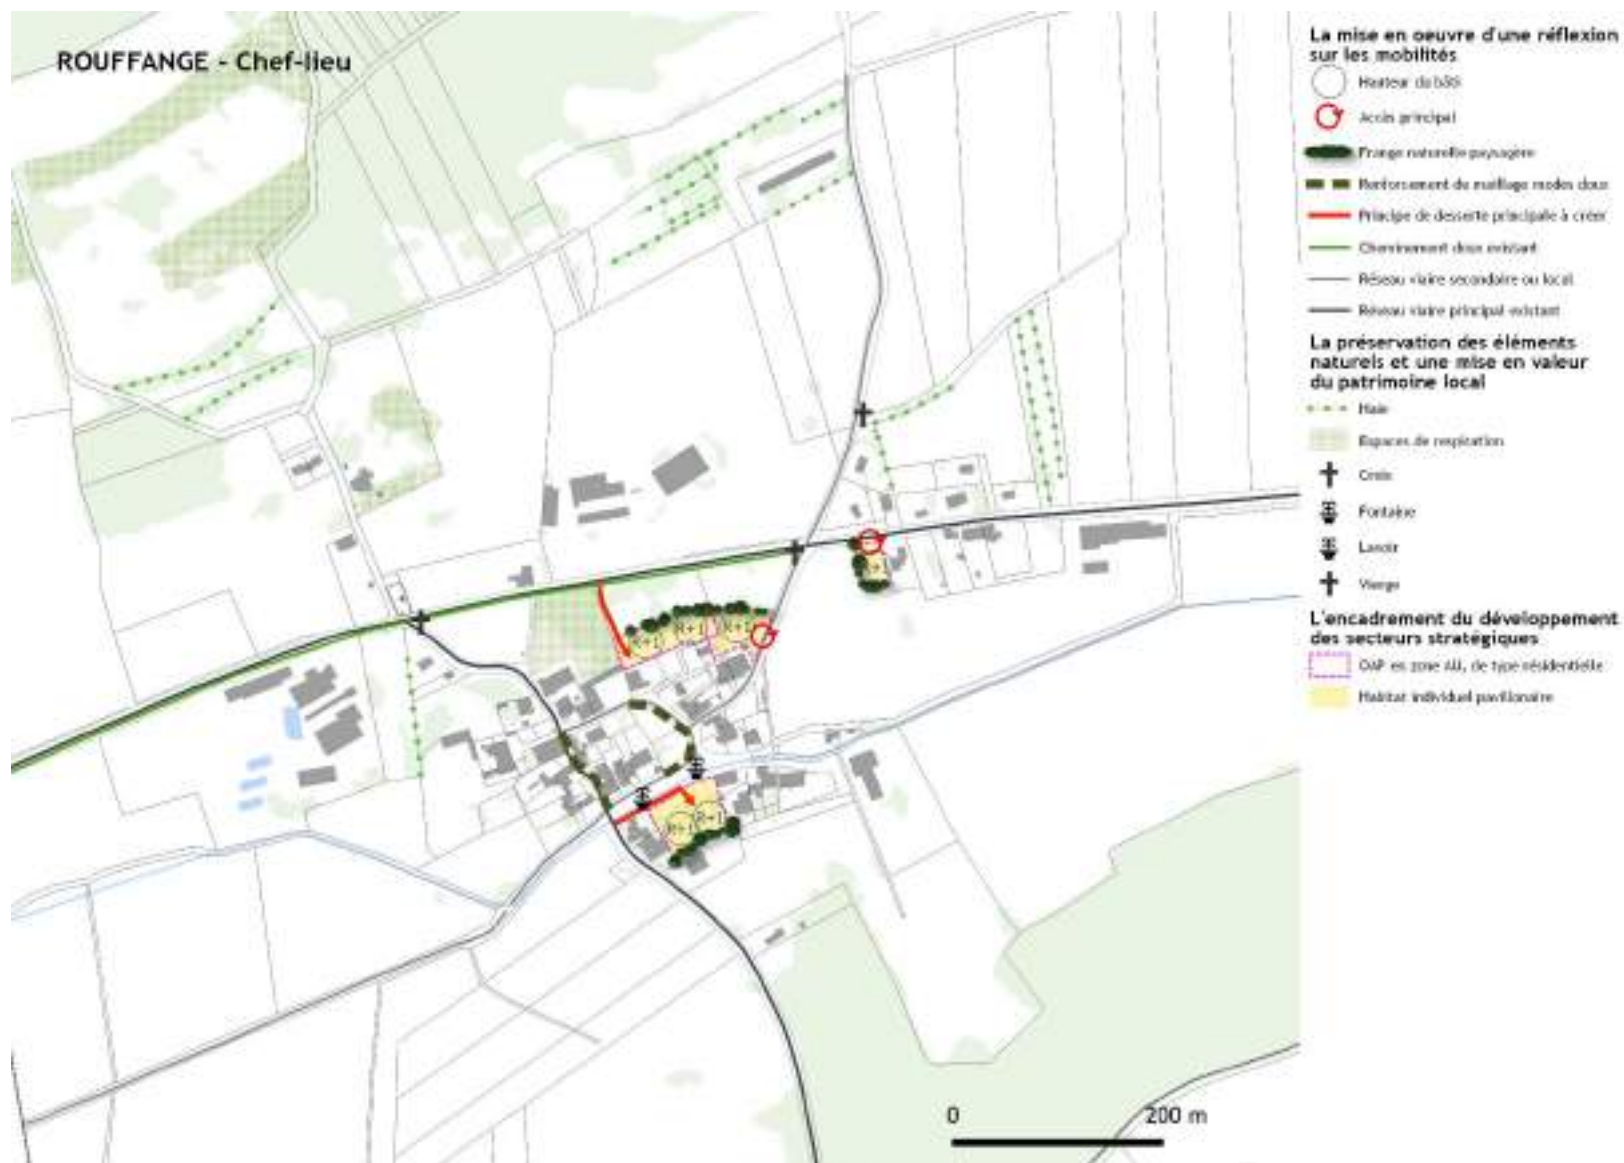 ROUFFANGE - Chef-lieu
La mise en oeuvre d'une réflexion
sur les mobilités
Hauteur du bâti
Accès principal
Frange naturelle paysagère
Renforcement du maillage modes doux
Principe de desserte principale à créer
Cheminement doux existant
Réseau viaire secondaire ou local
Réseau viaire principal existant
La préservation des éléments
naturels et une mise en valeur
du patrimoine local
Haie
Espaces de respiration
Croix
Fontaine
Lavoir
Vierge
L'encadrement du développement
des secteurs stratégiques
OAP en zone AU, de type résidentielle
Habitat individuel pavillonaire
R+1
R+1
R+1
R+1
R+1
R+1
0 200 m